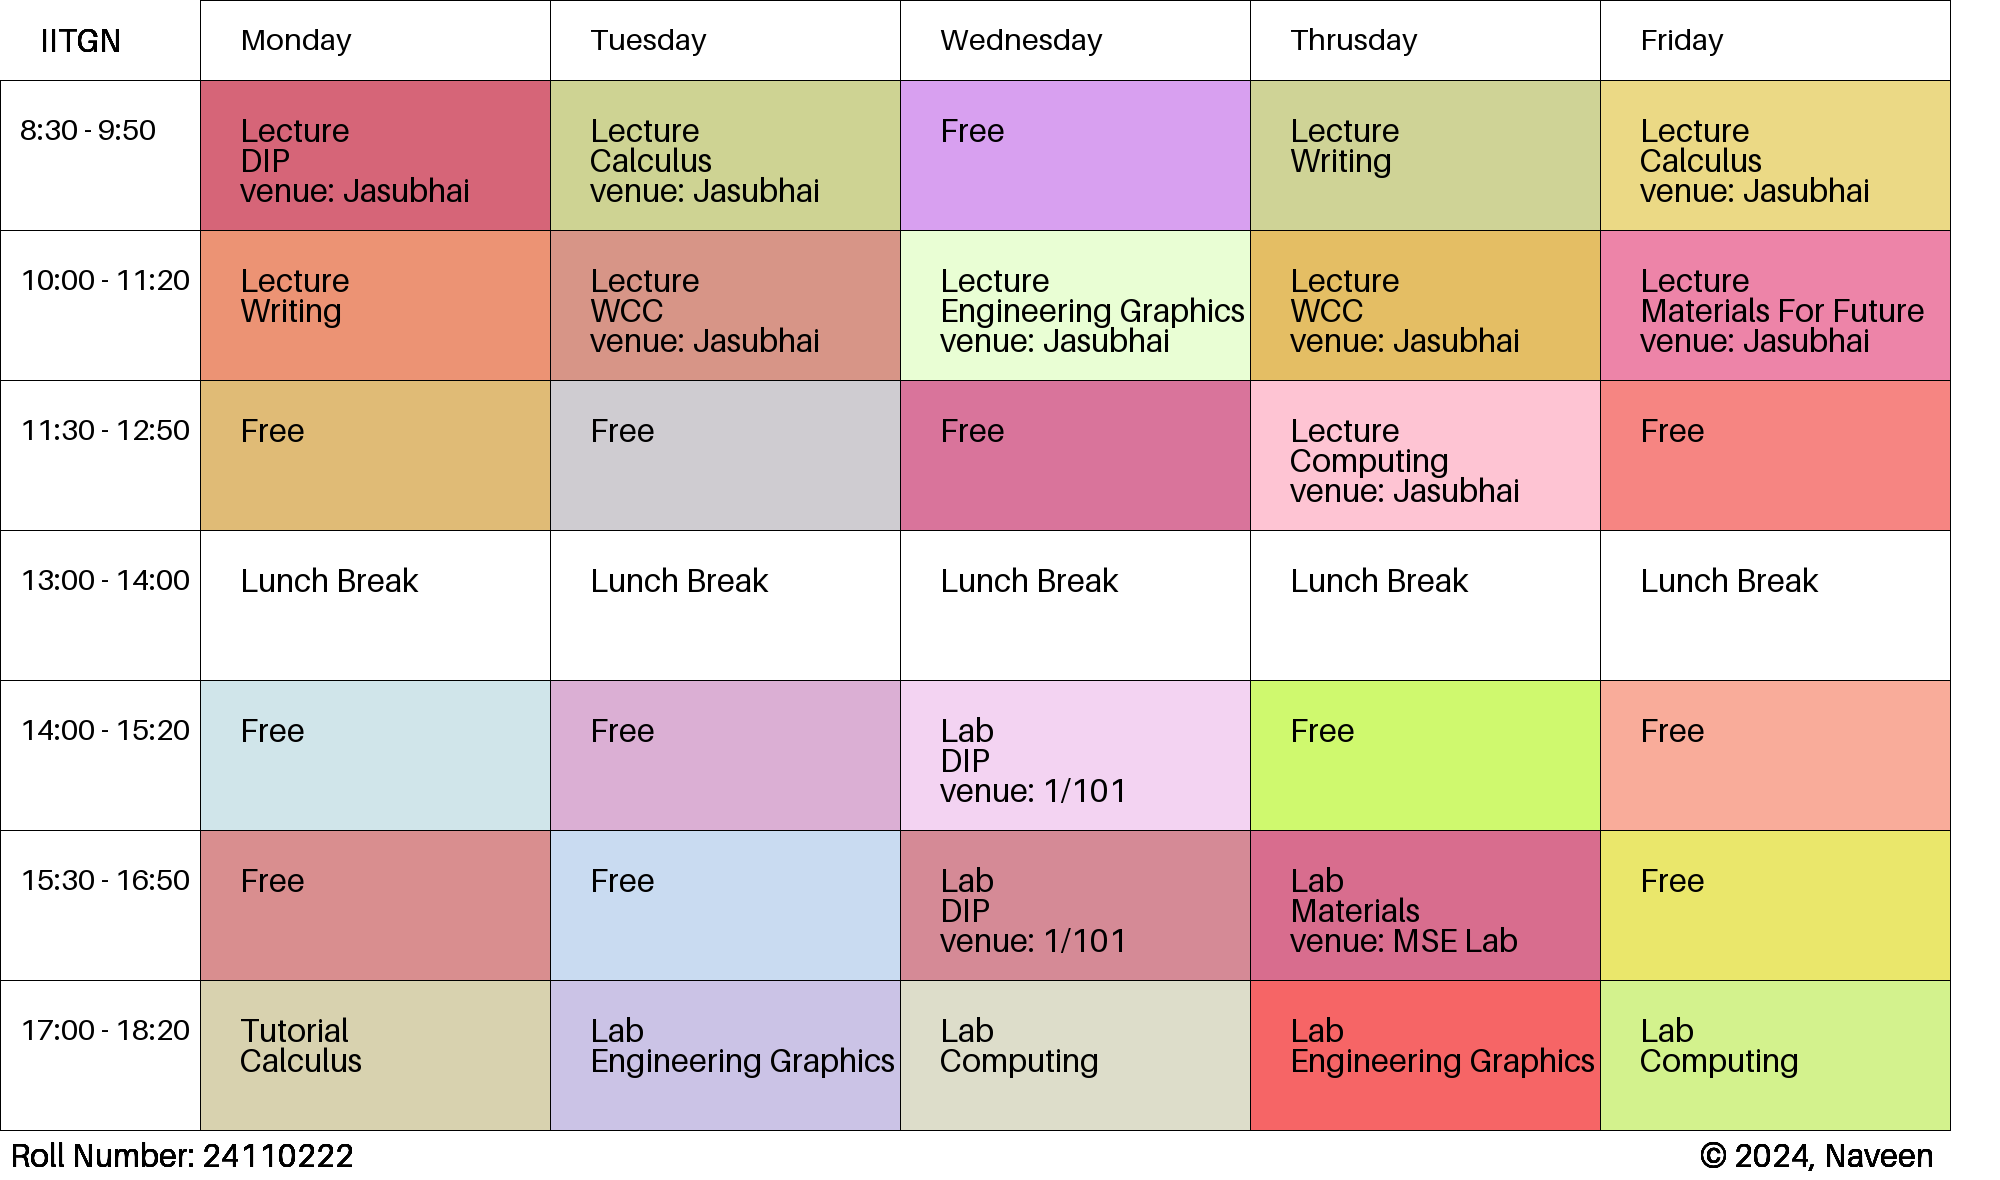 IITGN
Monday
Tuesday
Wednesday
Thrusday
Friday
8:30 - 9:50
Lecture
DIP
venue: Jasubhai
Lecture
Calculus
venue: Jasubhai
Free
Lecture
Writing
Lecture
Calculus
venue: Jasubhai
10:00 - 11:20
Lecture
Writing
Lecture
WCC
venue: Jasubhai
Lecture
Engineering Graphics
venue: Jasubhai
Lecture
WCC
venue: Jasubhai
Lecture
Materials For Future
venue: Jasubhai
11:30 - 12:50
Free
Free
Free
Lecture
Computing
venue: Jasubhai
Free
13:00 - 14:00
Lunch Break
Lunch Break
Lunch Break
Lunch Break
Lunch Break
14:00 - 15:20
Free
Free
Lab
DIP
venue: 1/101
Free
Free
15:30 - 16:50
Free
Free
Lab
DIP
venue: 1/101
Lab
Materials
venue: MSE Lab
Free
17:00 - 18:20
Tutorial
Calculus
Lab
Engineering Graphics
Lab
Computing
Lab
Engineering Graphics
Lab
Computing
Roll Number: 24110222
© 2024, Naveen